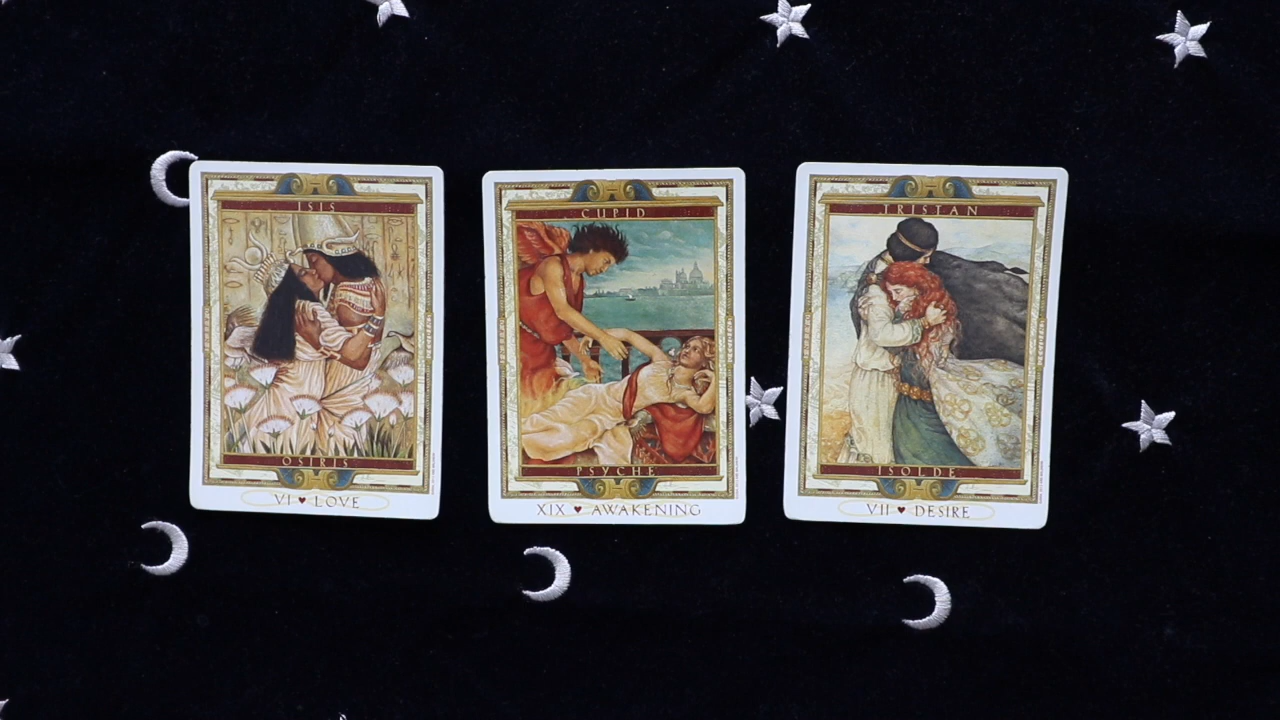 ISIS
OSIRIS
VI ♥ LOVE
CUPID
PSYCHE
XIX ♥ AWAKENING
TRISTAN
ISOLDE
VII ♥ DESIRE